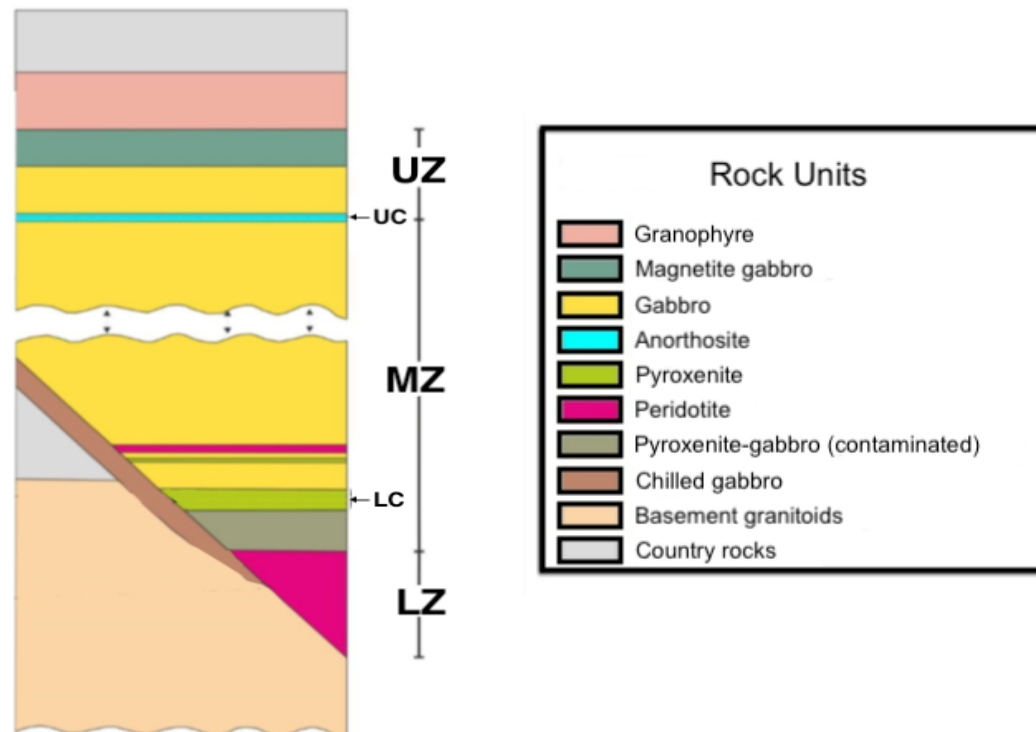 UZ
UC
MZ
LC
LZ
Rock Units
Granophyre
Magnetite gabbro
Gabbro
Anorthosite
Pyroxenite
Peridotite
Pyroxenite-gabbro (contaminated)
Chilled gabbro
Basement granitoids
Country rocks